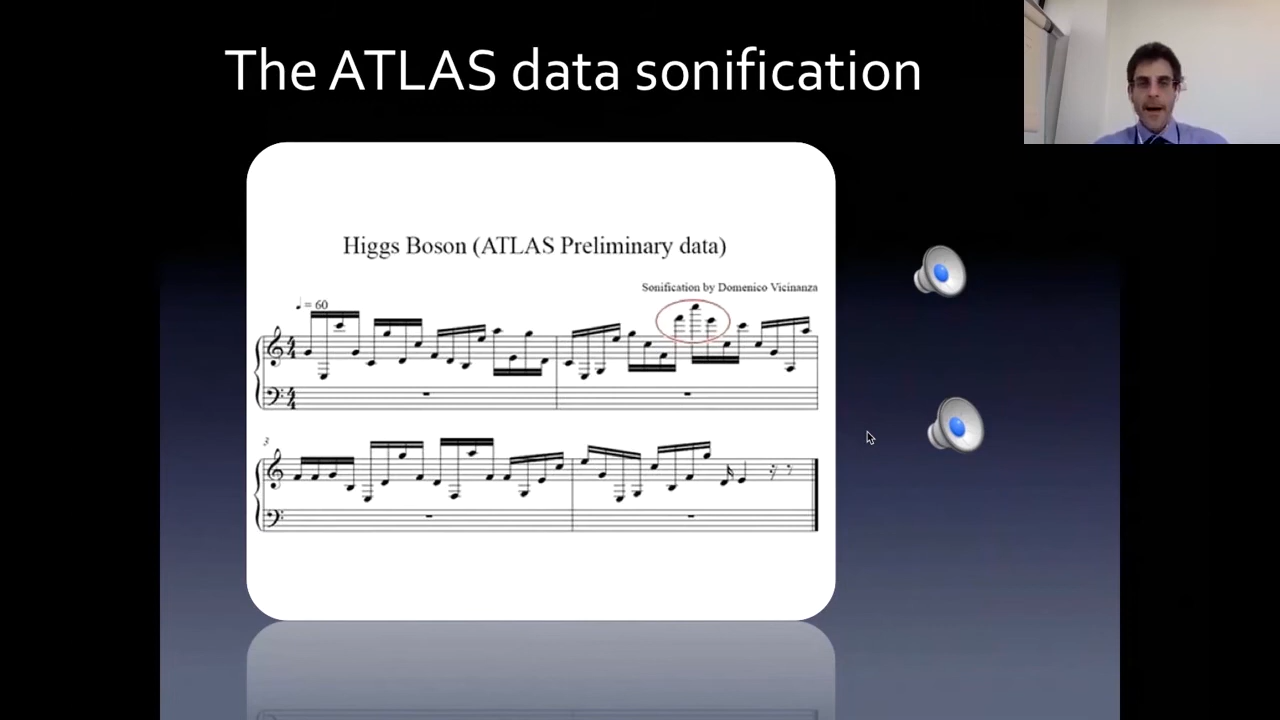 The ATLAS data sonification
Higgs Boson (ATLAS Preliminary data)
Sonification by Domenico Vicinanza
♩ = 60
4
4
4
4
3